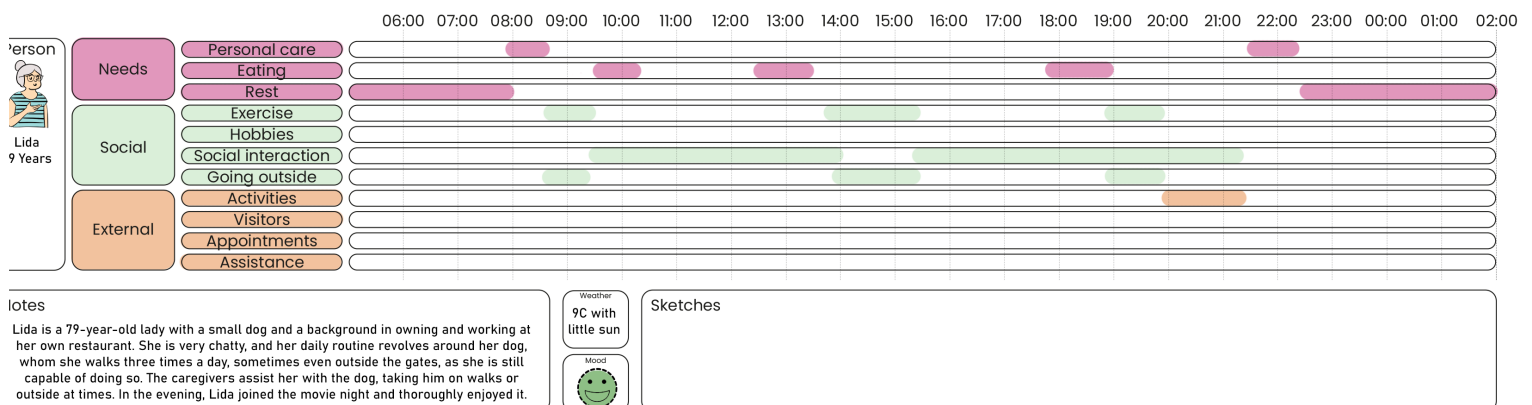 06:00 07:00 08:00 09:00 10:00 11:00 12:00 13:00 14:00 15:00 16:00 17:00 18:00 19:00 20:00 21:00 22:00 23:00 00:00 01:00 02:00
erson
Lida
9 Years
Needs
Personal care
Eating
Rest
Social
Exercise
Hobbies
Social interaction
Going outside
External
Activities
Visitors
Appointments
Assistance
otes
Lida is a 79-year-old lady with a small dog and a background in owning and working at
her own restaurant. She is very chatty, and her daily routine revolves around her dog,
whom she walks three times a day, sometimes even outside the gates, as she is still
capable of doing so. The caregivers assist her with the dog, taking him on walks or
outside at times. In the evening, Lida joined the movie night and thoroughly enjoyed it.
Weather
9C with
little sun
Mood
Sketches